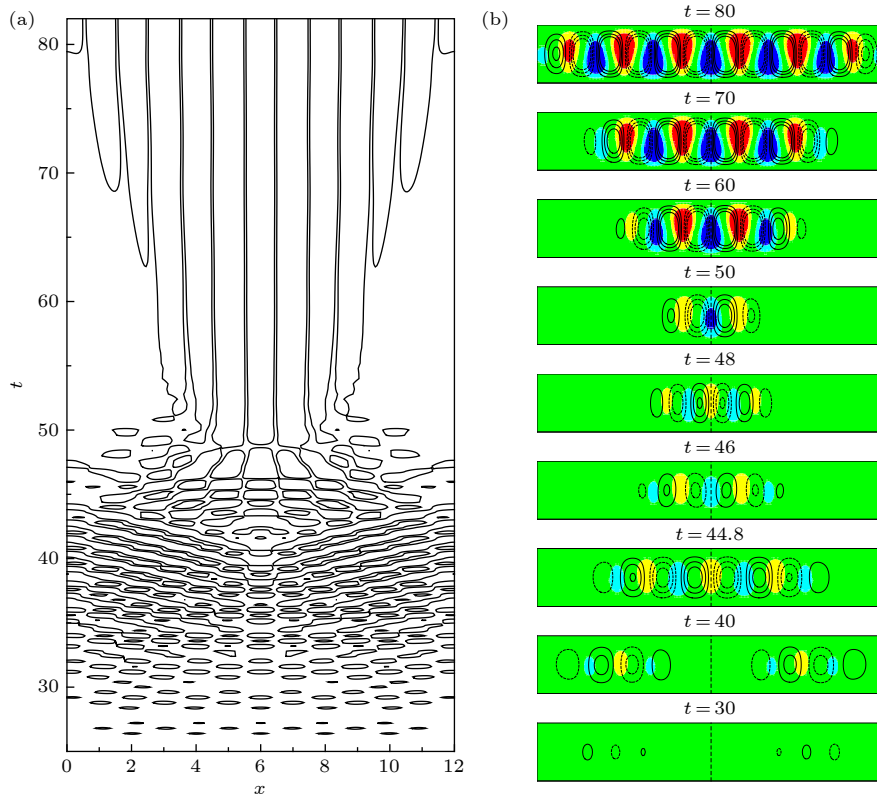 (a)
80
70
60
50
40
30
t
0 2 4 6 8 10 12
x
(b)
t = 80
t = 70
t = 60
t = 50
t = 48
t = 46
t = 44.8
t = 40
t = 30